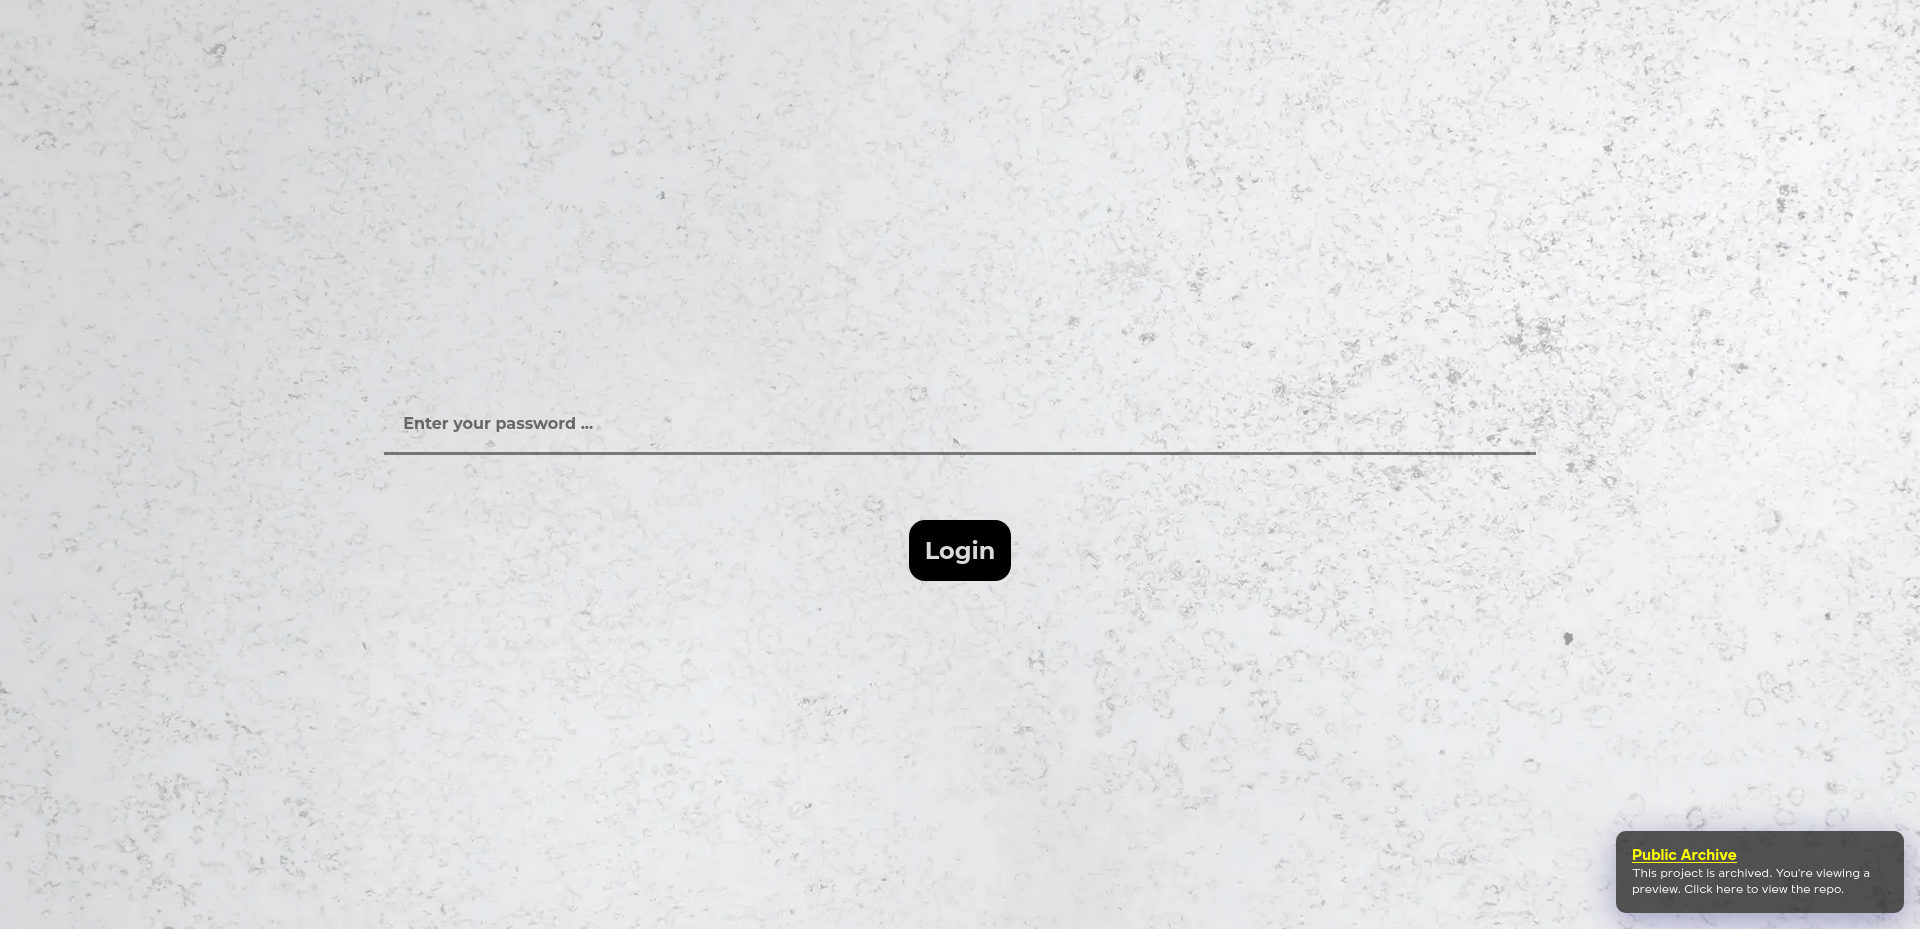 Enter your password ...
Login
Public Archive
This project is archived. You're viewing a
preview. Click here to view the repo.